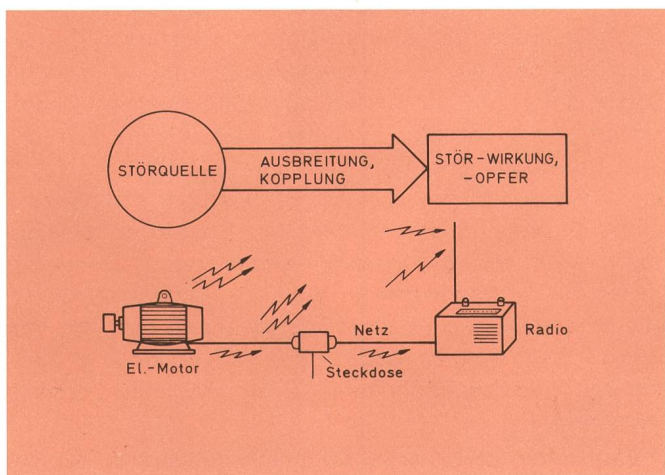 STÖRQUELLE
AUSBREITUNG,
KOPPLUNG
STÖR-WIRKUNG,
-OPFER
Netz
Radio
El.-Motor
Steckdose